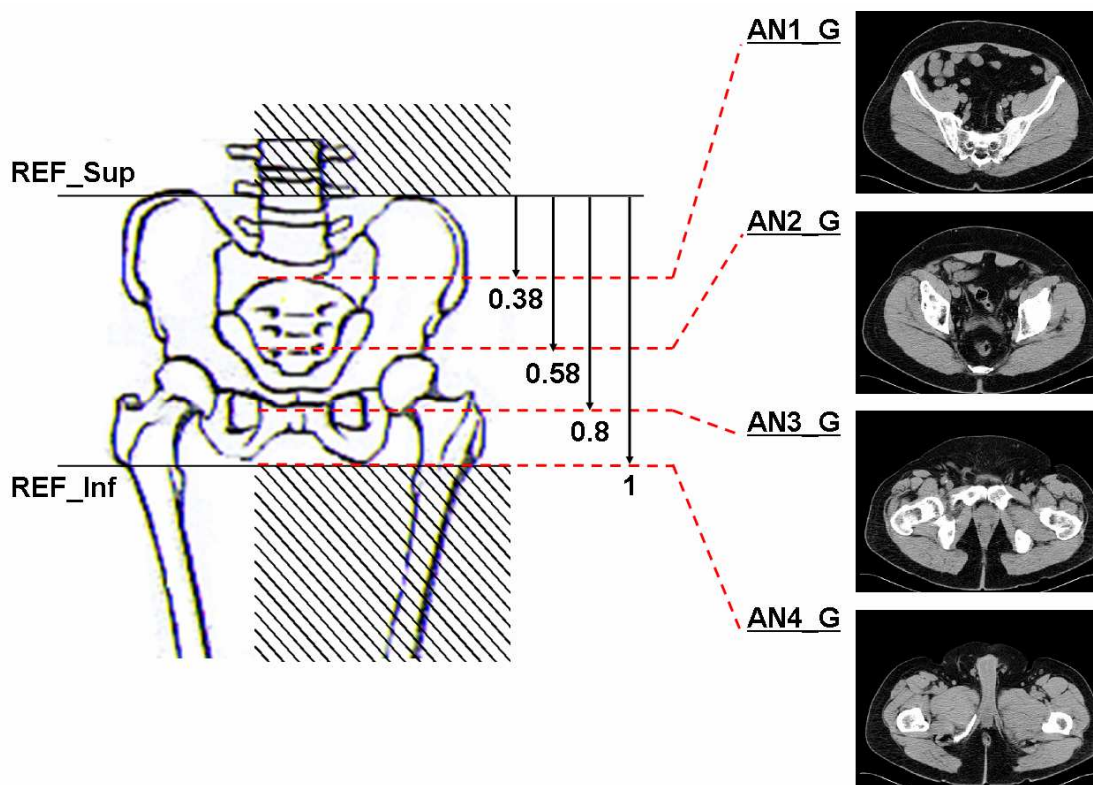 AN1_G
REF_Sup
AN2_G
0.38
0.58
AN3_G
0.8
REF_Inf
1
AN4_G